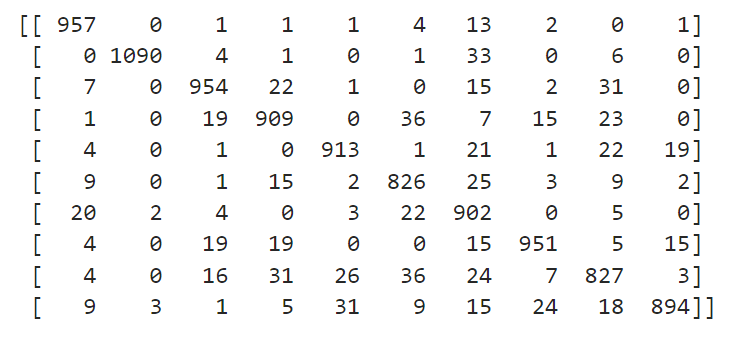 [[ 957 0 1 1 1 4 13 2 0 1]
[ 0 1090 4 1 0 1 33 0 6 0]
[ 7 0 954 22 1 0 15 2 31 0]
[ 1 0 19 909 0 36 7 15 23 0]
[ 4 0 1 0 913 1 21 1 22 19]
[ 9 0 1 15 2 826 25 3 9 2]
[ 20 2 4 0 3 22 902 0 5 0]
[ 4 0 19 19 0 0 15 951 5 15]
[ 4 0 16 31 26 36 24 7 827 3]
[ 9 3 1 5 31 9 15 24 18 894]]